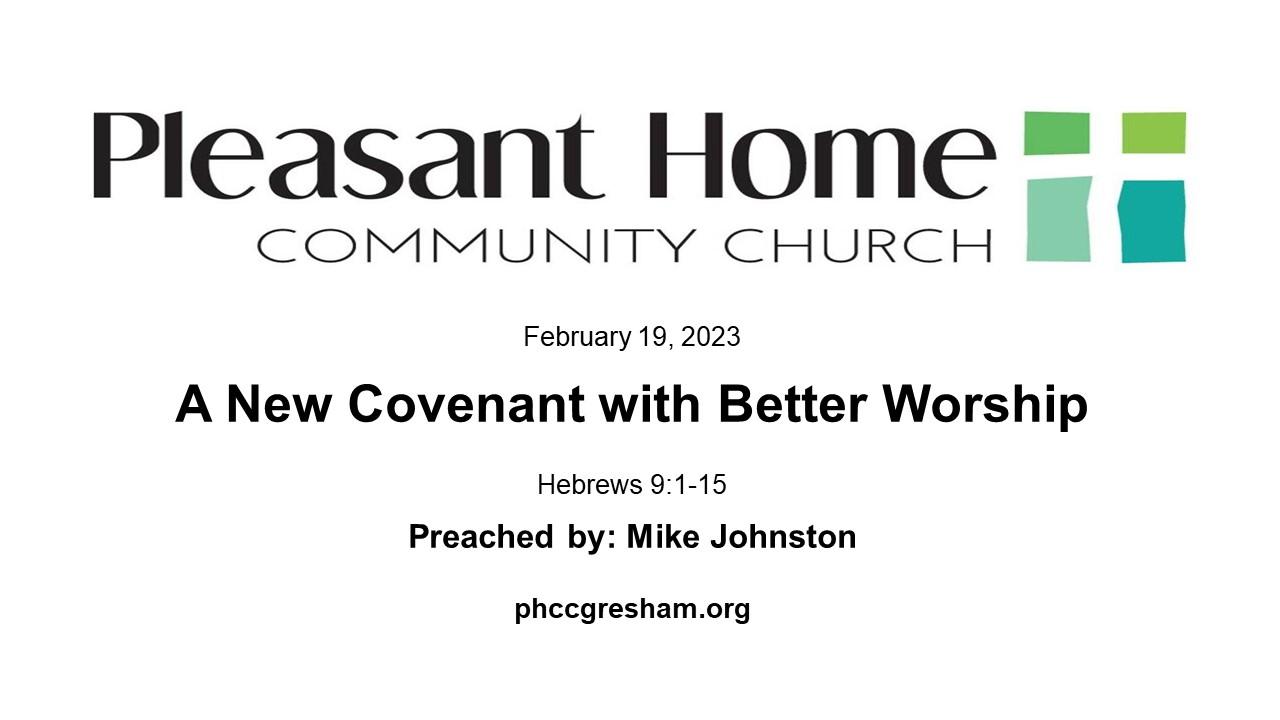 Pleasant Home
COMMUNITY CHURCH
February 19, 2023
A New Covenant with Better Worship
Hebrews 9:1-15
Preached by: Mike Johnston
phccgresham.org